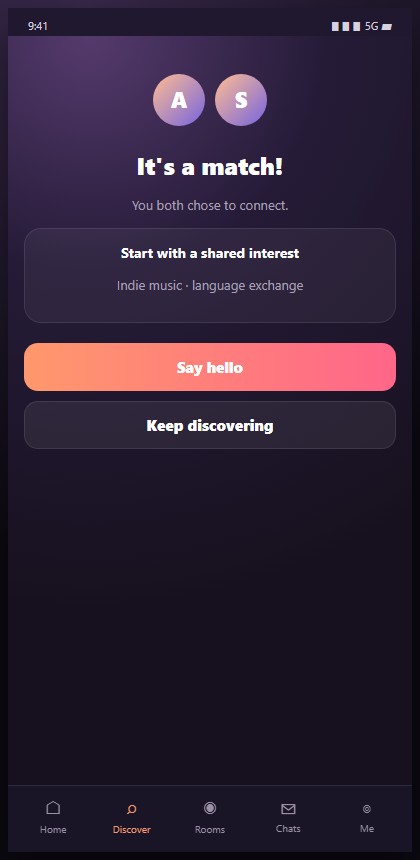 9:41
5G
A S
It's a match!
You both chose to connect.
Start with a shared interest
Indie music · language exchange
Say hello
Keep discovering
Home Discover Rooms Chats Me